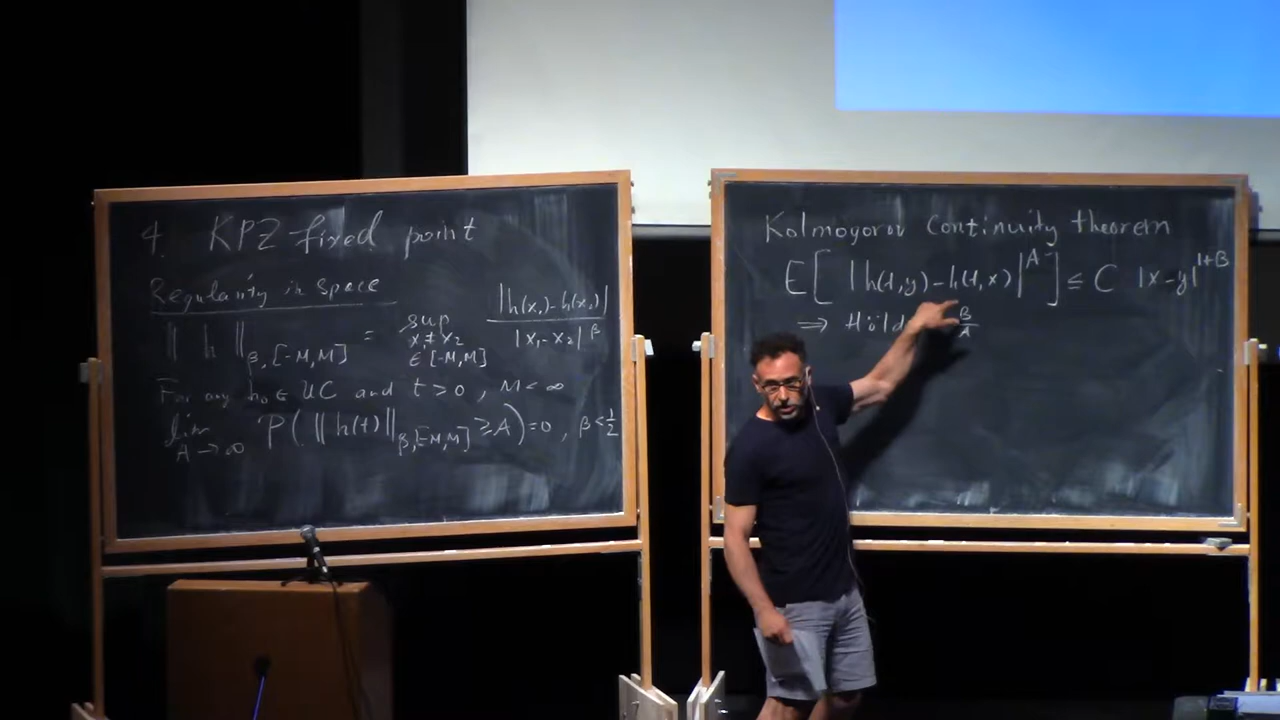 4. KPZ fixed point
Regularity in space
‖ h ‖β,[-M,M] = sup x₁≠x₂ ∈[-M,M] |h(x₁)-h(x₂)| / |x₁-x₂|^β
For any h₀ ∈ UC and t>0, M<∞
lim A→∞ P(‖h(t)‖β,[-M,M] ≥A)=0, β<1/2
Kolmogorov Continuity theorem
E[ |h(t,y)-h(t,x)|^A ] ≤ C |x-y|^1+β
⇒ Höld β/A